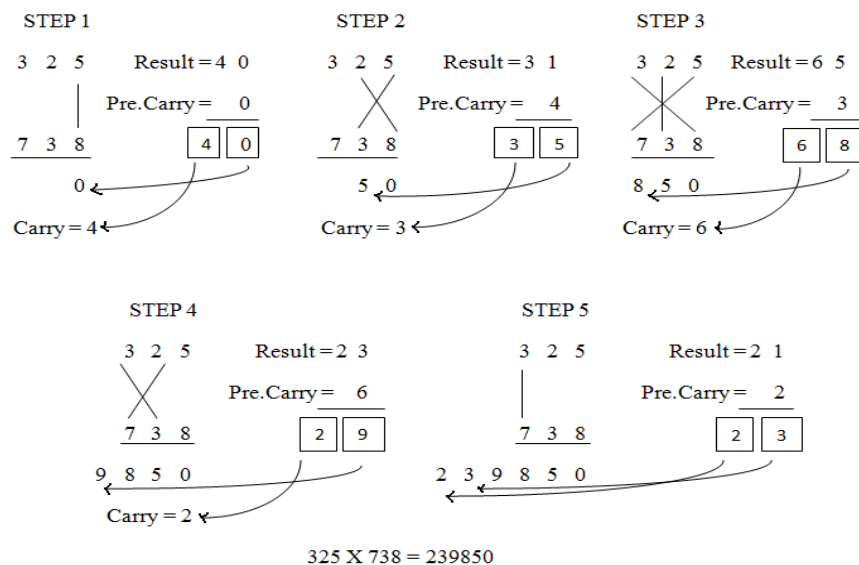 STEP 1
3 2 5 Result = 4 0
Pre.Carry = 0
7 3 8 4 0
0
Carry = 4
STEP 2
3 2 5 Result = 3 1
Pre.Carry = 4
7 3 8 3 5
5 0
Carry = 3
STEP 3
3 2 5 Result = 6 5
Pre.Carry = 3
7 3 8 6 8
8 5 0
Carry = 6
STEP 4
3 2 5 Result = 2 3
Pre.Carry = 6
7 3 8 2 9
9 8 5 0
Carry = 2
STEP 5
3 2 5 Result = 2 1
Pre.Carry = 2
7 3 8 2 3
2 3 9 8 5 0
325 X 738 = 239850